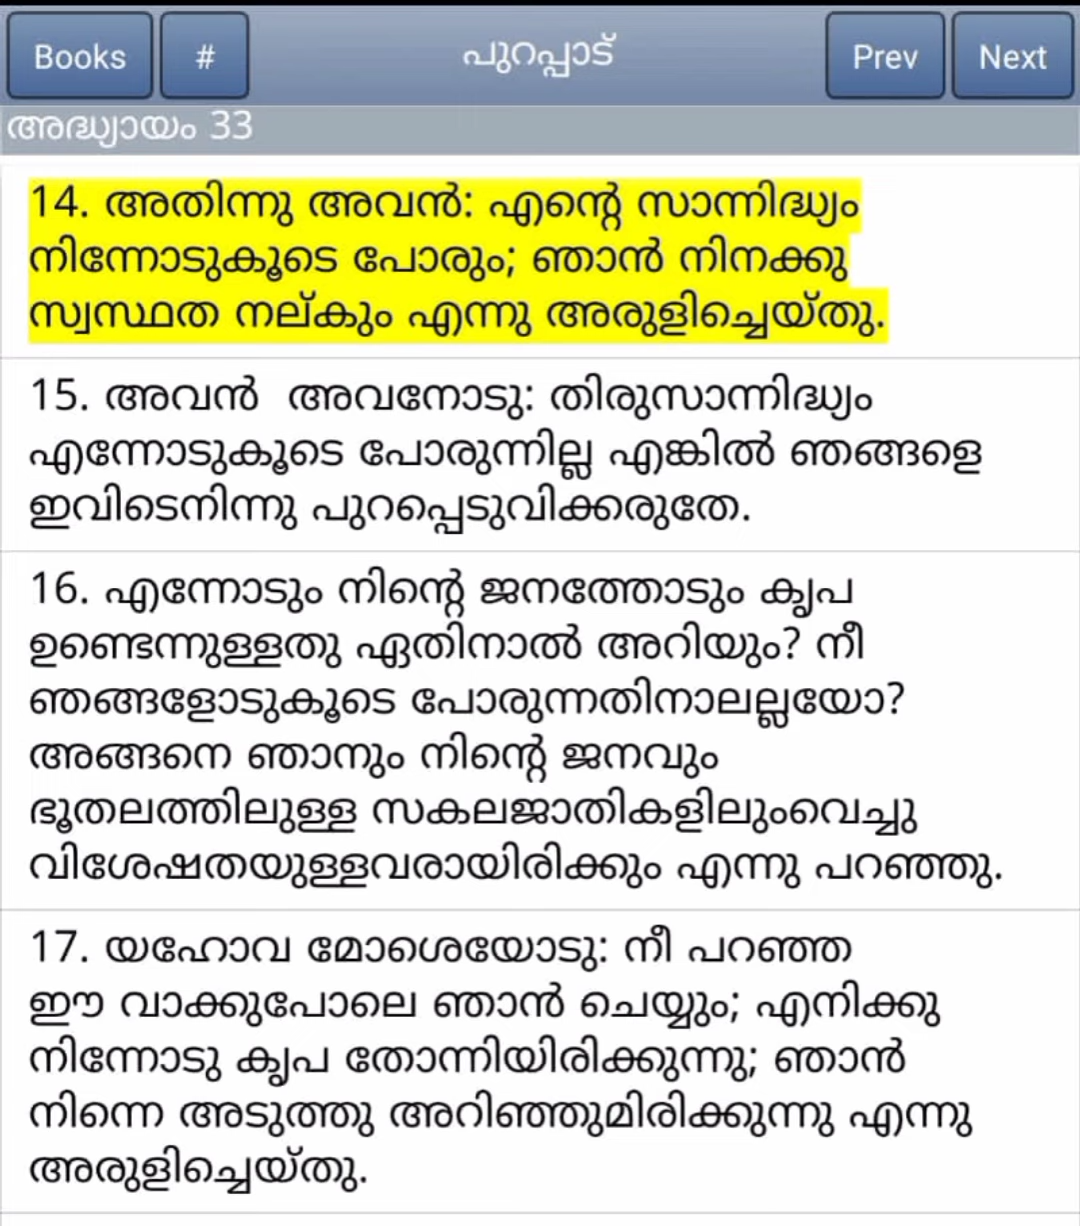 Books # പുറപ്പാട് Prev Next
അദ്ധ്യായം 33
14. അതിന്നു അവൻ: എന്റെ സാന്നിദ്ധ്യം
നിന്നോടുകൂടെ പോരും; ഞാൻ നിനക്കു
സ്വസ്ഥത നല്കും എന്നു അരുളിച്ചെയ്തു.
15. അവൻ അവനോടു: തിരുസാന്നിദ്ധ്യം
എന്നോടുകൂടെ പോരുന്നില്ല എങ്കിൽ ഞങ്ങളെ
ഇവിടെനിന്നു പുറപ്പെടുവിക്കരുതേ.
16. എന്നോടും നിന്റെ ജനത്തോടും കൃപ
ഉണ്ടെന്നുള്ളതു ഏതിനാൽ അറിയും? നീ
ഞങ്ങളോടുകൂടെ പോരുന്നതിനാലല്ലയോ?
അങ്ങനെ ഞാനും നിന്റെ ജനവും
ഭൂതലത്തിലുള്ള സകലജാതികളിലുംവെച്ചു
വിശേഷതയുള്ളവരായിരിക്കും എന്നു പറഞ്ഞു.
17. യഹോവ മോശെയോടു: നീ പറഞ്ഞ
ഈ വാക്കുപോലെ ഞാൻ ചെയ്യും; എനിക്കു
നിന്നോടു കൃപ തോന്നിയിരിക്കുന്നു; ഞാൻ
നിന്നെ അടുത്തു അറിഞ്ഞുമിരിക്കുന്നു എന്നു
അരുളിച്ചെയ്തു.